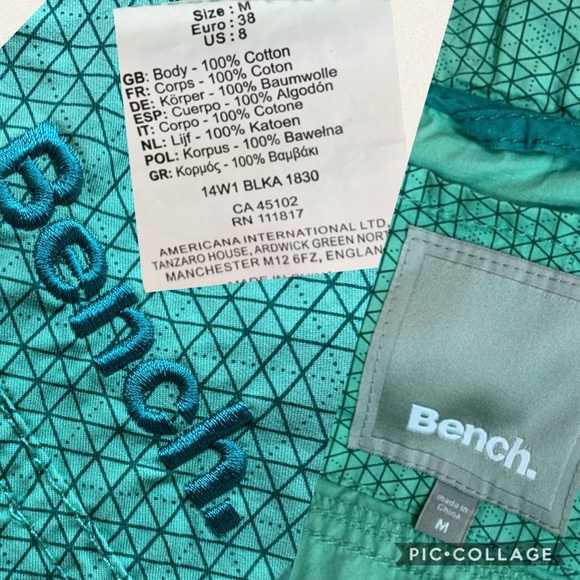 Size: M
Euro: 38
US: 8
GB: Body - 100% Cotton
FR: Corps - 100% Coton
DE: Körper - 100% Baumwolle
ESP: Cuerpo - 100% Algodón
IT: Corpo - 100% Cotone
NL: Lijf - 100% Katoen
POL: Korpus - 100% Bawełna
GR: Κορμός - 100% Βαμβάκι
14W1 BLKA 1830
CA 45102
RN 111817
AMERICANA INTERNATIONAL LTD,
TANZARO HOUSE, ARDWICK GREEN NORT
MANCHESTER M12 6FZ, ENGLAN
MADE IN CHINA
Bench.
Bench.
made in
China
M
PIC•COLLAGE